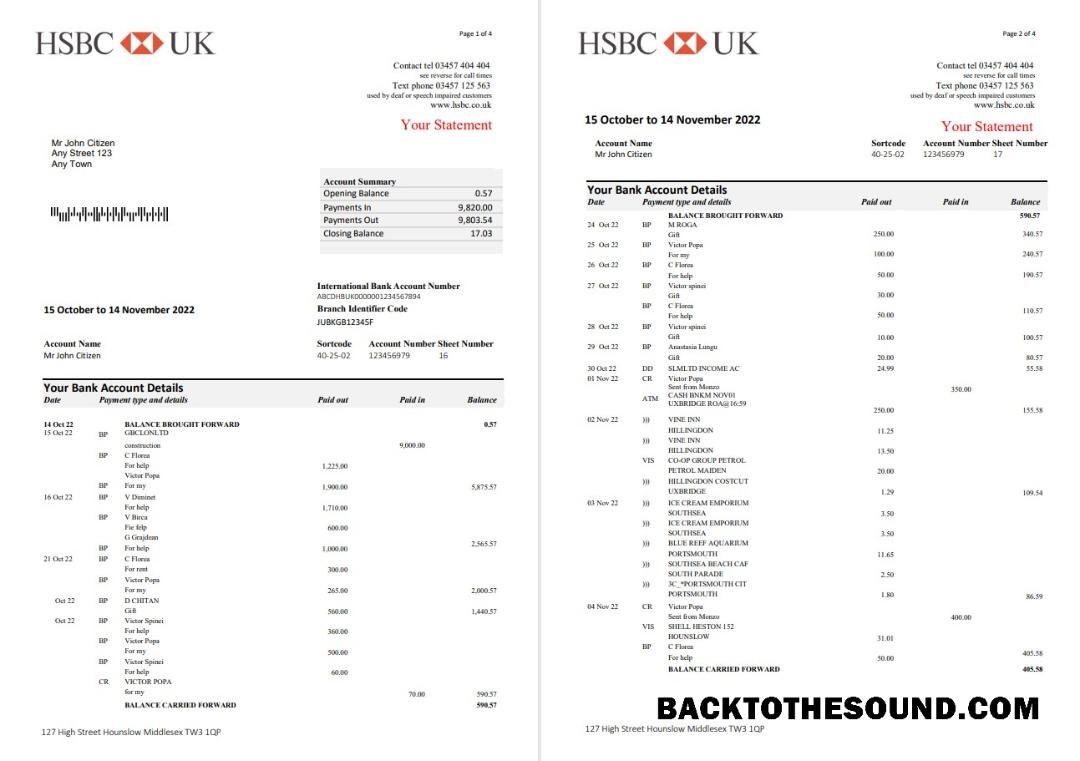 HSBC UK
Page 1 of 4
Contact tel 03457 404 404
see reverse for call times
Text phone 03457 125 563
used by deaf or speech impaired customers
www.hsbc.co.uk
Your Statement
Mr John Citizen
Any Street 123
Any Town
Account Summary
Opening Balance 0.57
Payments In 9,820.00
Payments Out 9,803.54
Closing Balance 17.03
International Bank Account Number
ABCDHBUK0000001234567894
15 October to 14 November 2022
Branch Identifier Code
JUBKGB12345F
Account Name Sortcode Account Number Sheet Number
Mr John Citizen 40-25-02 123456979 16
Your Bank Account Details
Date Payment type and details Paid out Paid in Balance
14 Oct 22 BALANCE BROUGHT FORWARD 0.57
15 Oct 22 BP GBCLONLTD
construction 9,000.00
BP C Florea
For help 1,225.00
Victor Popa
BP For my 1,900.00 5,875.57
16 Oct 22 BP V Diminet
For help 1,710.00
BP V Birca
Fie felp 600.00
G Grajdean
BP For help 1,000.00 2,565.57
21 Oct 22 BP C Florea
For rent 300.00
BP Victor Popa
For my 265.00 2,000.57
Oct 22 BP D CHITAN
Gift 560.00 1,440.57
Oct 22 BP Victor Spinei
For help 360.00
BP Victor Popa
For my 500.00
BP Victor Spinei
For help 60.00
CR VICTOR POPA
for my 70.00 590.57
BALANCE CARRIED FORWARD 590.57
127 High Street Hounslow Middlesex TW3 1QP
HSBC UK
Page 2 of 4
Contact tel 03457 404 404
see reverse for call times
Text phone 03457 125 563
used by deaf or speech impaired customers
www.hsbc.co.uk
15 October to 14 November 2022
Your Statement
Account Name Sortcode Account Number Sheet Number
Mr John Citizen 40-25-02 123456979 17
Your Bank Account Details
Date Payment type and details Paid out Paid in Balance
BALANCE BROUGHT FORWARD 590.57
24 Oct 22 BP M ROGA
Gift 250.00 340.57
25 Oct 22 BP Victor Popa
For my 100.00 240.57
26 Oct 22 BP C Florea
For help 50.00 190.57
27 Oct 22 BP Victor spinei
Gift 30.00
BP C Florea
For help 50.00 110.57
28 Oct 22 BP Victor spinei
Gift 10.00 100.57
29 Oct 22 BP Anastasia Lungu
Gift 20.00 80.57
30 Oct 22 DD SLMLTD INCOME AC 24.99 55.58
01 Nov 22 CR Victor Popa
Sent from Monzo 350.00
ATM CASH BNKM NOV01
UXBRIDGE ROA@16:59
250.00 155.58
02 Nov 22 ))) VINE INN
HILLINGDON 11.25
))) VINE INN
HILLINGDON 13.50
VIS CO-OP GROUP PETROL
PETROL MAIDEN 20.00
))) HILLINGDON COSTCUT
UXBRIDGE 1.29 109.54
03 Nov 22 ))) ICE CREAM EMPORIUM
SOUTHSEA 3.50
))) ICE CREAM EMPORIUM
SOUTHSEA 3.50
))) BLUE REEF AQUARIUM
PORTSMOUTH 11.65
))) SOUTHSEA BEACH CAF
SOUTH PARADE 2.50
))) 3C_*PORTSMOUTH CIT
PORTSMOUTH 1.80 86.59
04 Nov 22 CR Victor Popa
Sent from Monzo 400.00
VIS SHELL HESTON 152
HOUNSLOW 31.01
BP C Florea
For help 50.00 405.58
BALANCE CARRIED FORWARD 405.58
BACKTOTHESOUND.COM
127 High Street Hounslow Middlesex TW3 1QP